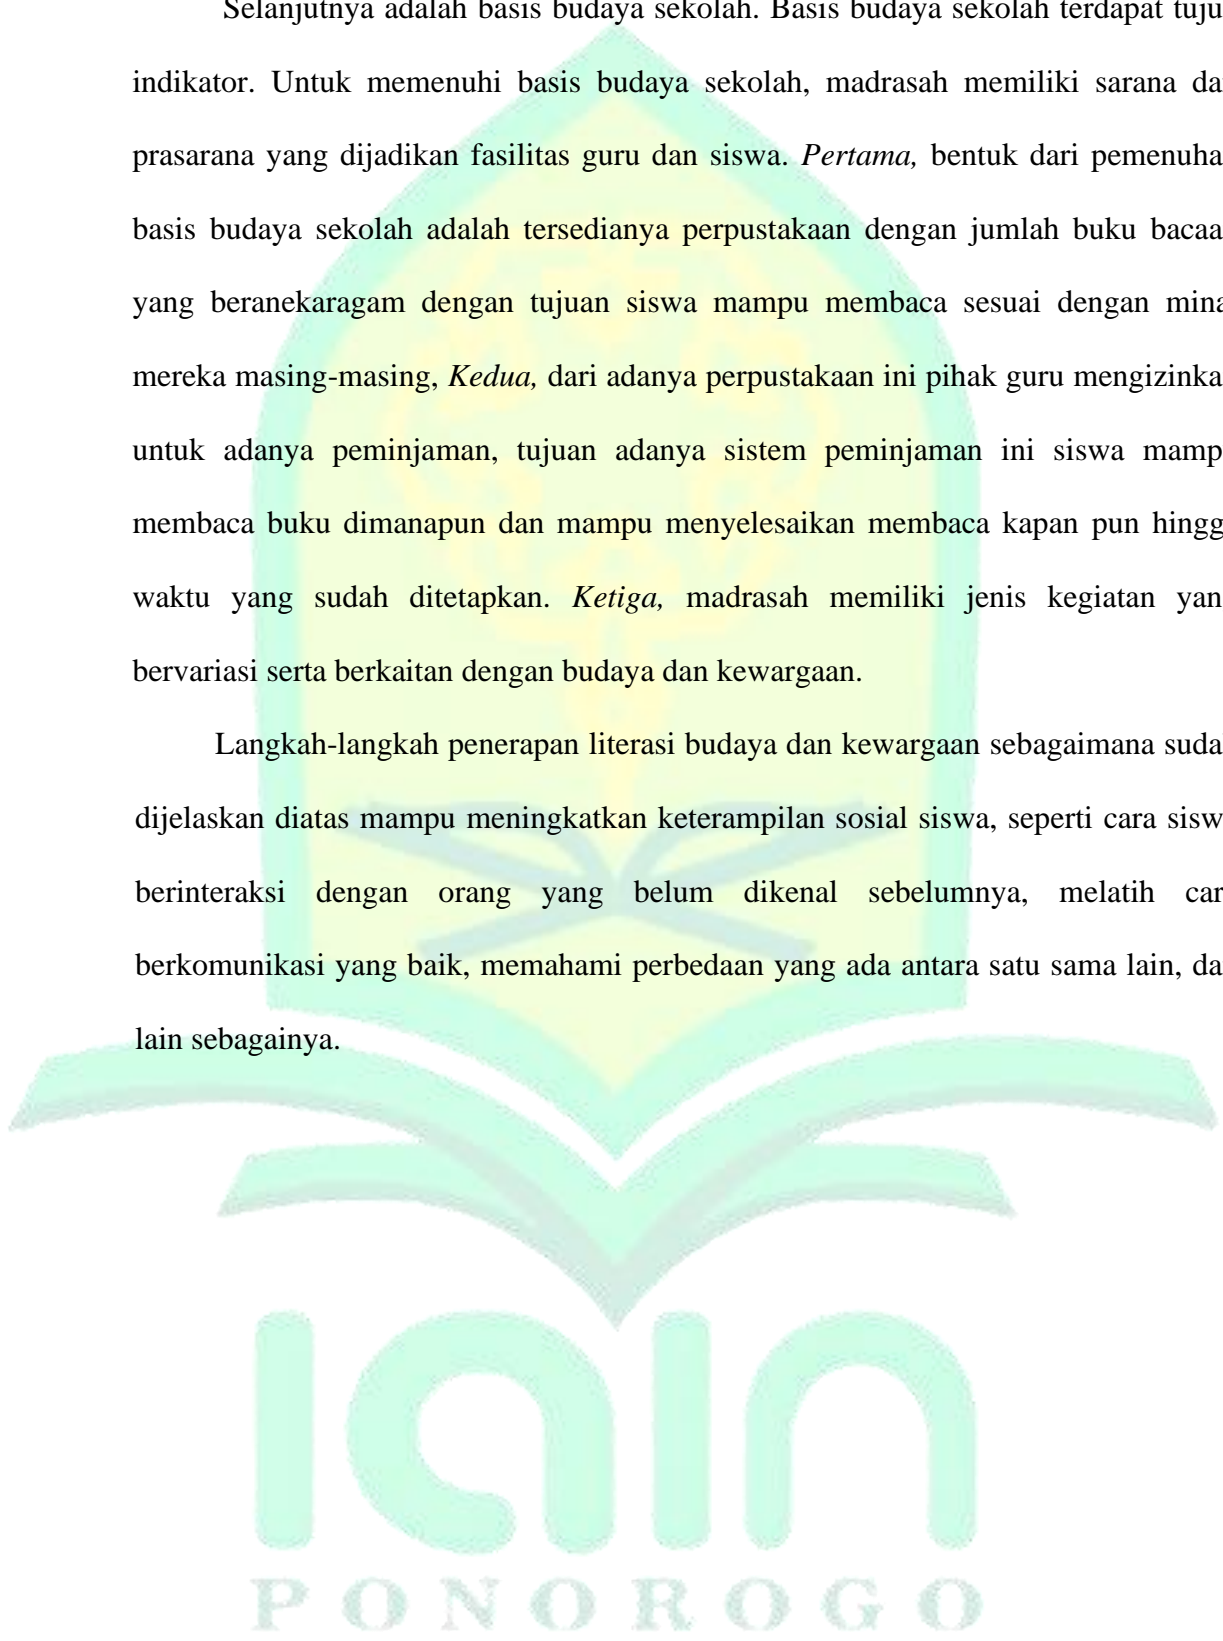 Selanjutnya adalah basis budaya sekolah. Basis budaya sekolah terdapat tuju
indikator. Untuk memenuhi basis budaya sekolah, madrasah memiliki sarana da
prasarana yang dijadikan fasilitas guru dan siswa. Pertama, bentuk dari pemenuha
basis budaya sekolah adalah tersedianya perpustakaan dengan jumlah buku bacaa
yang beranekaragam dengan tujuan siswa mampu membaca sesuai dengan mina
mereka masing-masing, Kedua, dari adanya perpustakaan ini pihak guru mengizinka
untuk adanya peminjaman, tujuan adanya sistem peminjaman ini siswa mamp
membaca buku dimanapun dan mampu menyelesaikan membaca kapan pun hingg
waktu yang sudah ditetapkan. Ketiga, madrasah memiliki jenis kegiatan yan
bervariasi serta berkaitan dengan budaya dan kewargaan.
Langkah-langkah penerapan literasi budaya dan kewargaan sebagaimana suda
dijelaskan diatas mampu meningkatkan keterampilan sosial siswa, seperti cara sisw
berinteraksi dengan orang yang belum dikenal sebelumnya, melatih car
berkomunikasi yang baik, memahami perbedaan yang ada antara satu sama lain, da
lain sebagainya.
iain
PONOROGO